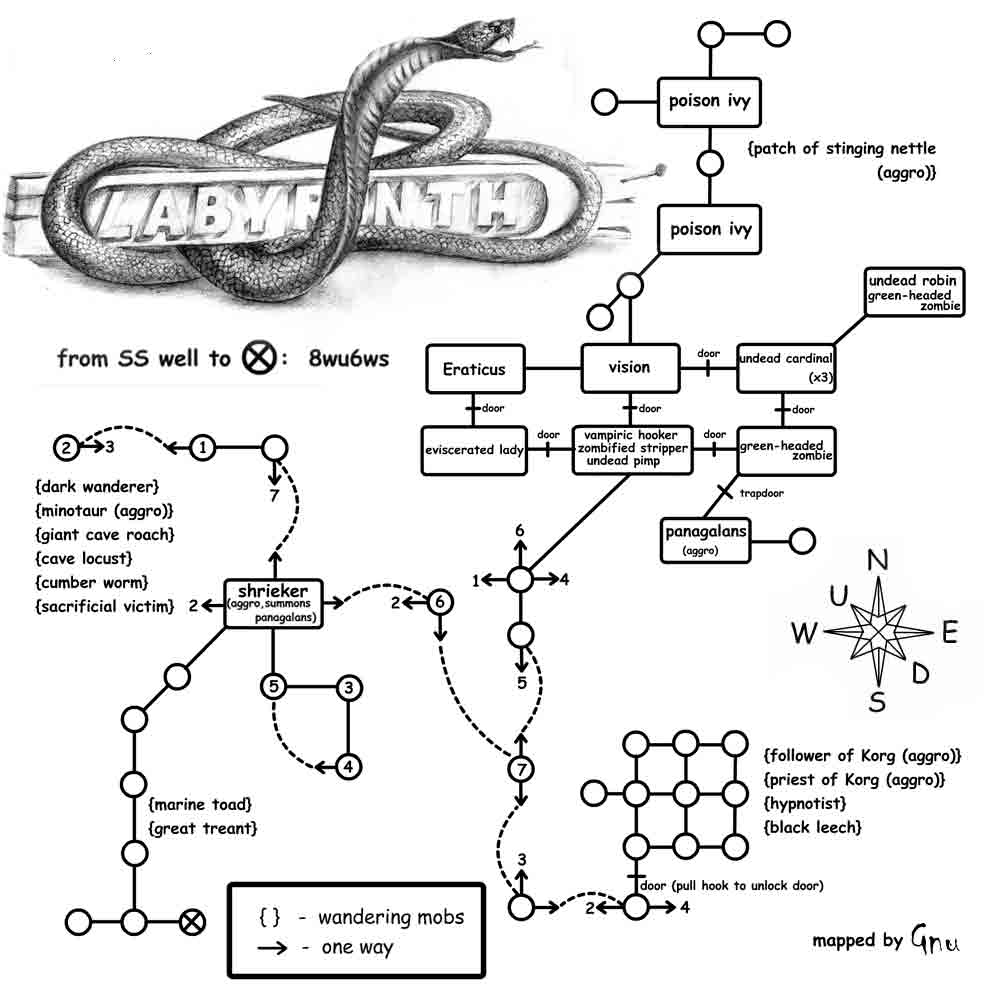 LABYRINTH
poison ivy
{patch of stinging nettle
(aggro)}
poison ivy
undead robin
green-headed
zombie
from SS well to ⊗: 8wu6ws
Eraticus
vision
door
undead cardinal
(x3)
door
door
door
eviscerated lady
door
vampiric hooker
zombified stripper
undead pimp
door
green-headed
zombie
trapdoor
panagalans
(aggro)
2
3
1
7
{dark wanderer}
{minotaur (aggro)}
{giant cave roach}
{cave locust}
{cumber worm}
{sacrificial victim}
2
shrieker
(aggro,summons
panagalans)
2
6
6
1
4
5
5
3
4
7
N
U
W
E
D
S
{marine toad}
{great treant}
{follower of Korg (aggro)}
{priest of Korg (aggro)}
{hypnotist}
{black leech}
3
door (pull hook to unlock door)
2
4
{ } - wandering mobs
→ - one way
mapped by Gnu